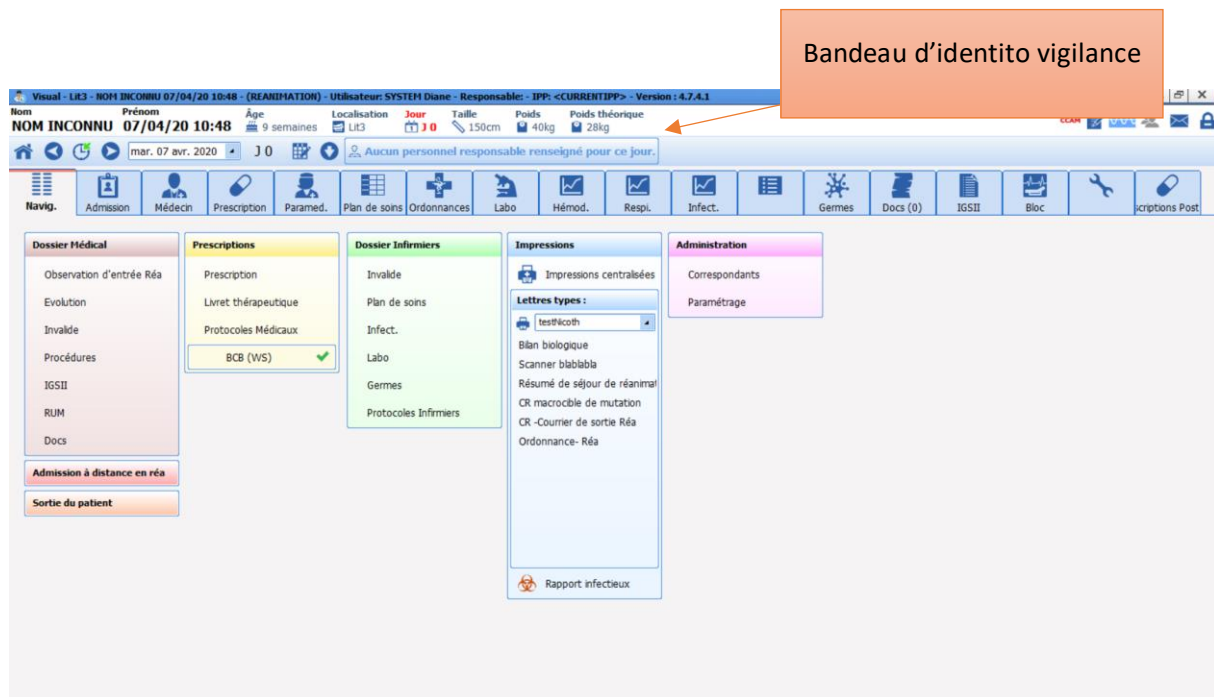 Bandeau d'identito vigilance
Visual - Lit3 - NOM INCONNU 07/04/20 10:48 - (REANIMATION) - Utilisateur: SYSTEM Diane - Responsable: - IPP: <CURRENTIPP> - Version : 4.7.4.1
Nom Prénom Âge Localisation Jour Taille Poids Poids théorique
NOM INCONNU 07/04/20 10:48 9 semaines Lit3 J 0 150cm 40kg 28kg
CCAM
mar. 07 avr. 2020 J 0 Aucun personnel responsable renseigné pour ce jour.
Navig. Admission Médecin Prescription Paramed. Plan de soins Ordonnances Labo Hémod. Respi. Infect. Germes Docs (0) IGSII Bloc scriptions Post
Dossier Médical
Observation d'entrée Réa
Evolution
Invalide
Procédures
IGSII
RUM
Docs
Admission à distance en réa
Sortie du patient
Prescriptions
Prescription
Livret thérapeutique
Protocoles Médicaux
BCB (WS)
Dossier Infirmiers
Invalide
Plan de soins
Infect.
Labo
Germes
Protocoles Infirmiers
Impressions
Impressions centralisées
Lettres types :
testNicoth
Bilan biologique
Scanner blablabla
Résumé de séjour de réanimat
CR macrocible de mutation
CR -Courrier de sortie Réa
Ordonnance- Réa
Rapport infectieux
Administration
Correspondants
Paramétrage